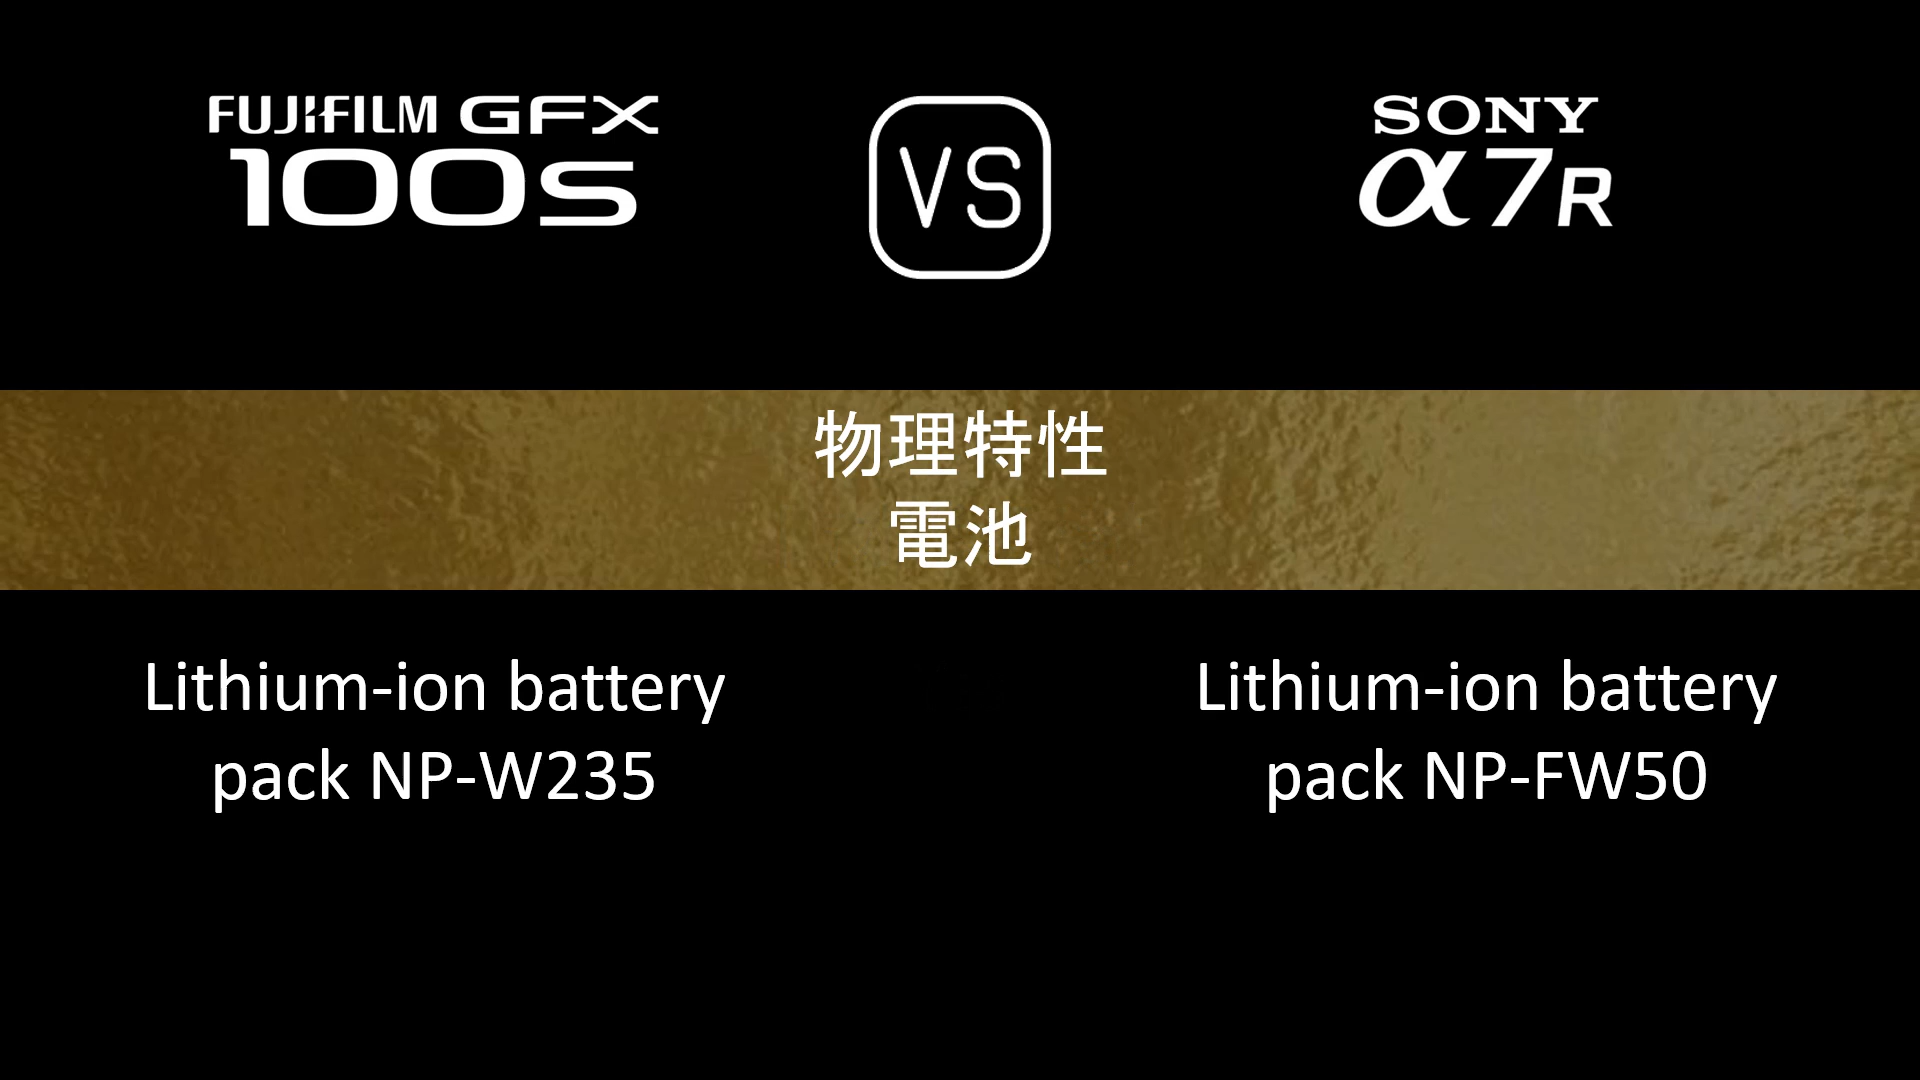 FUJIFILM GFX
100S
VS
SONY
α7R
物理特性
電池
Lithium-ion battery
pack NP-W235
Lithium-ion battery
pack NP-FW50